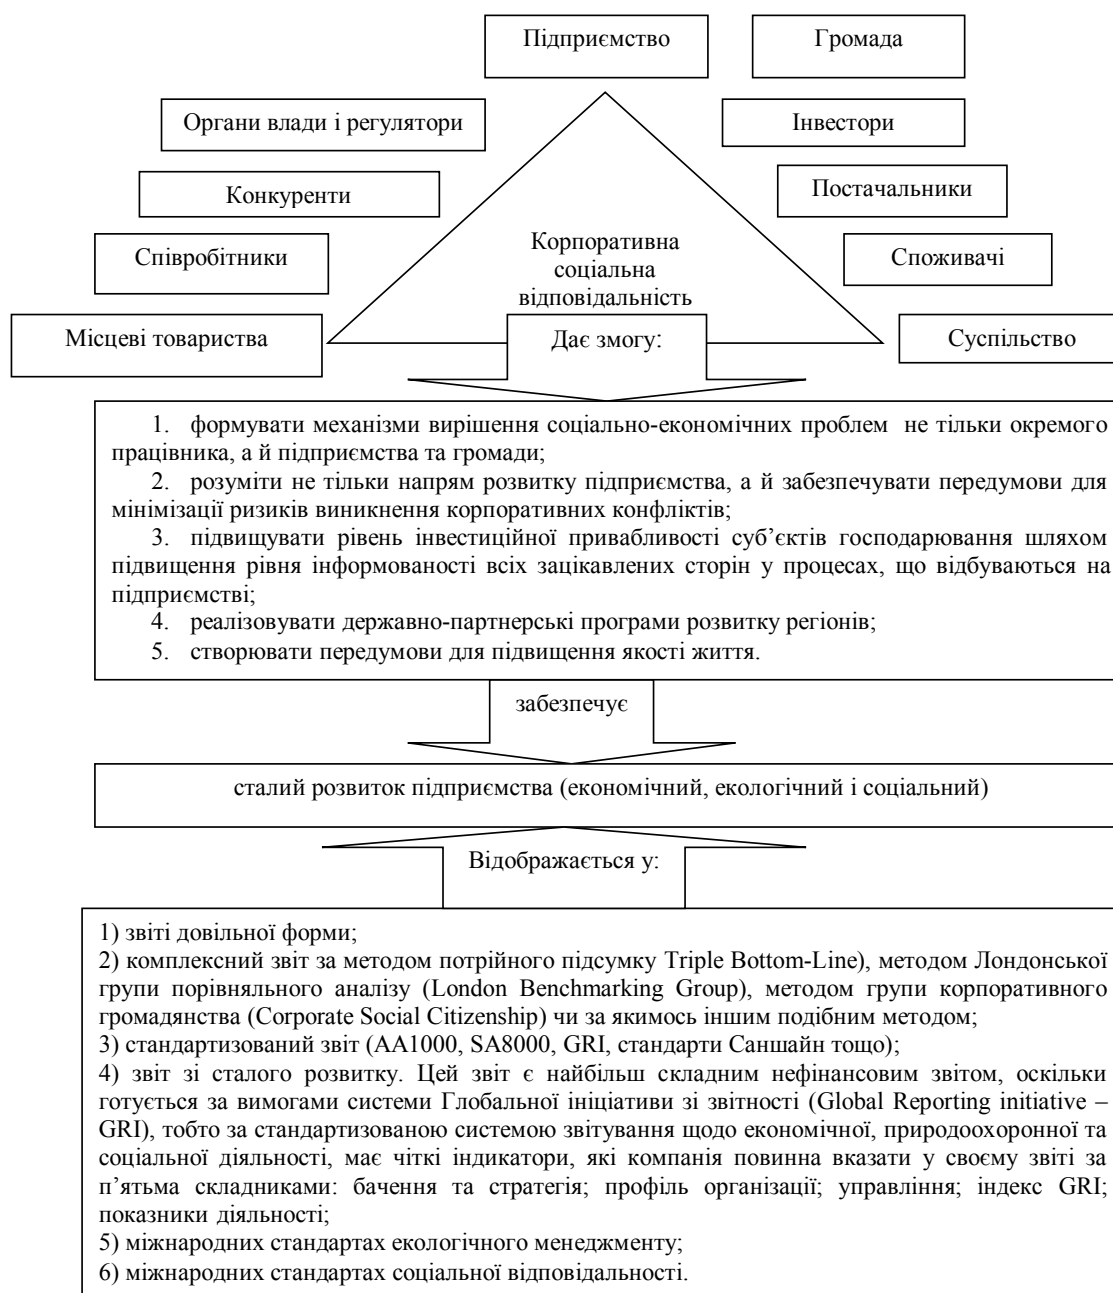 Підприємство
Громада
Органи влади і регулятори
Інвестори
Конкуренти
Постачальники
Співробітники
Корпоративна
соціальна
відповідальність
Споживачі
Місцеві товариства
Дає змогу:
Суспільство
1. формувати механізми вирішення соціально-економічних проблем не тільки окремого
працівника, а й підприємства та громади;
2. розуміти не тільки напрям розвитку підприємства, а й забезпечувати передумови для
мінімізації ризиків виникнення корпоративних конфліктів;
3. підвищувати рівень інвестиційної привабливості суб’єктів господарювання шляхом
підвищення рівня інформованості всіх зацікавлених сторін у процесах, що відбуваються на
підприємстві;
4. реалізовувати державно-партнерські програми розвитку регіонів;
5. створювати передумови для підвищення якості життя.
забезпечує
сталий розвиток підприємства (економічний, екологічний і соціальний)
Відображається у:
1) звіті довільної форми;
2) комплексний звіт за методом потрійного підсумку Triple Bottom-Line), методом Лондонської
групи порівняльного аналізу (London Benchmarking Group), методом групи корпоративного
громадянства (Corporate Social Citizenship) чи за якимось іншим подібним методом;
3) стандартизований звіт (AA1000, SA8000, GRI, стандарти Саншайн тощо);
4) звіт зі сталого розвитку. Цей звіт є найбільш складним нефінансовим звітом, оскільки
готується за вимогами системи Глобальної ініціативи зі звітності (Global Reporting initiative –
GRI), тобто за стандартизованою системою звітування щодо економічної, природоохоронної та
соціальної діяльності, має чіткі індикатори, які компанія повинна вказати у своєму звіті за
п’ятьма складниками: бачення та стратегія; профіль організації; управління; індекс GRI;
показники діяльності;
5) міжнародних стандартах екологічного менеджменту;
6) міжнародних стандартах соціальної відповідальності.